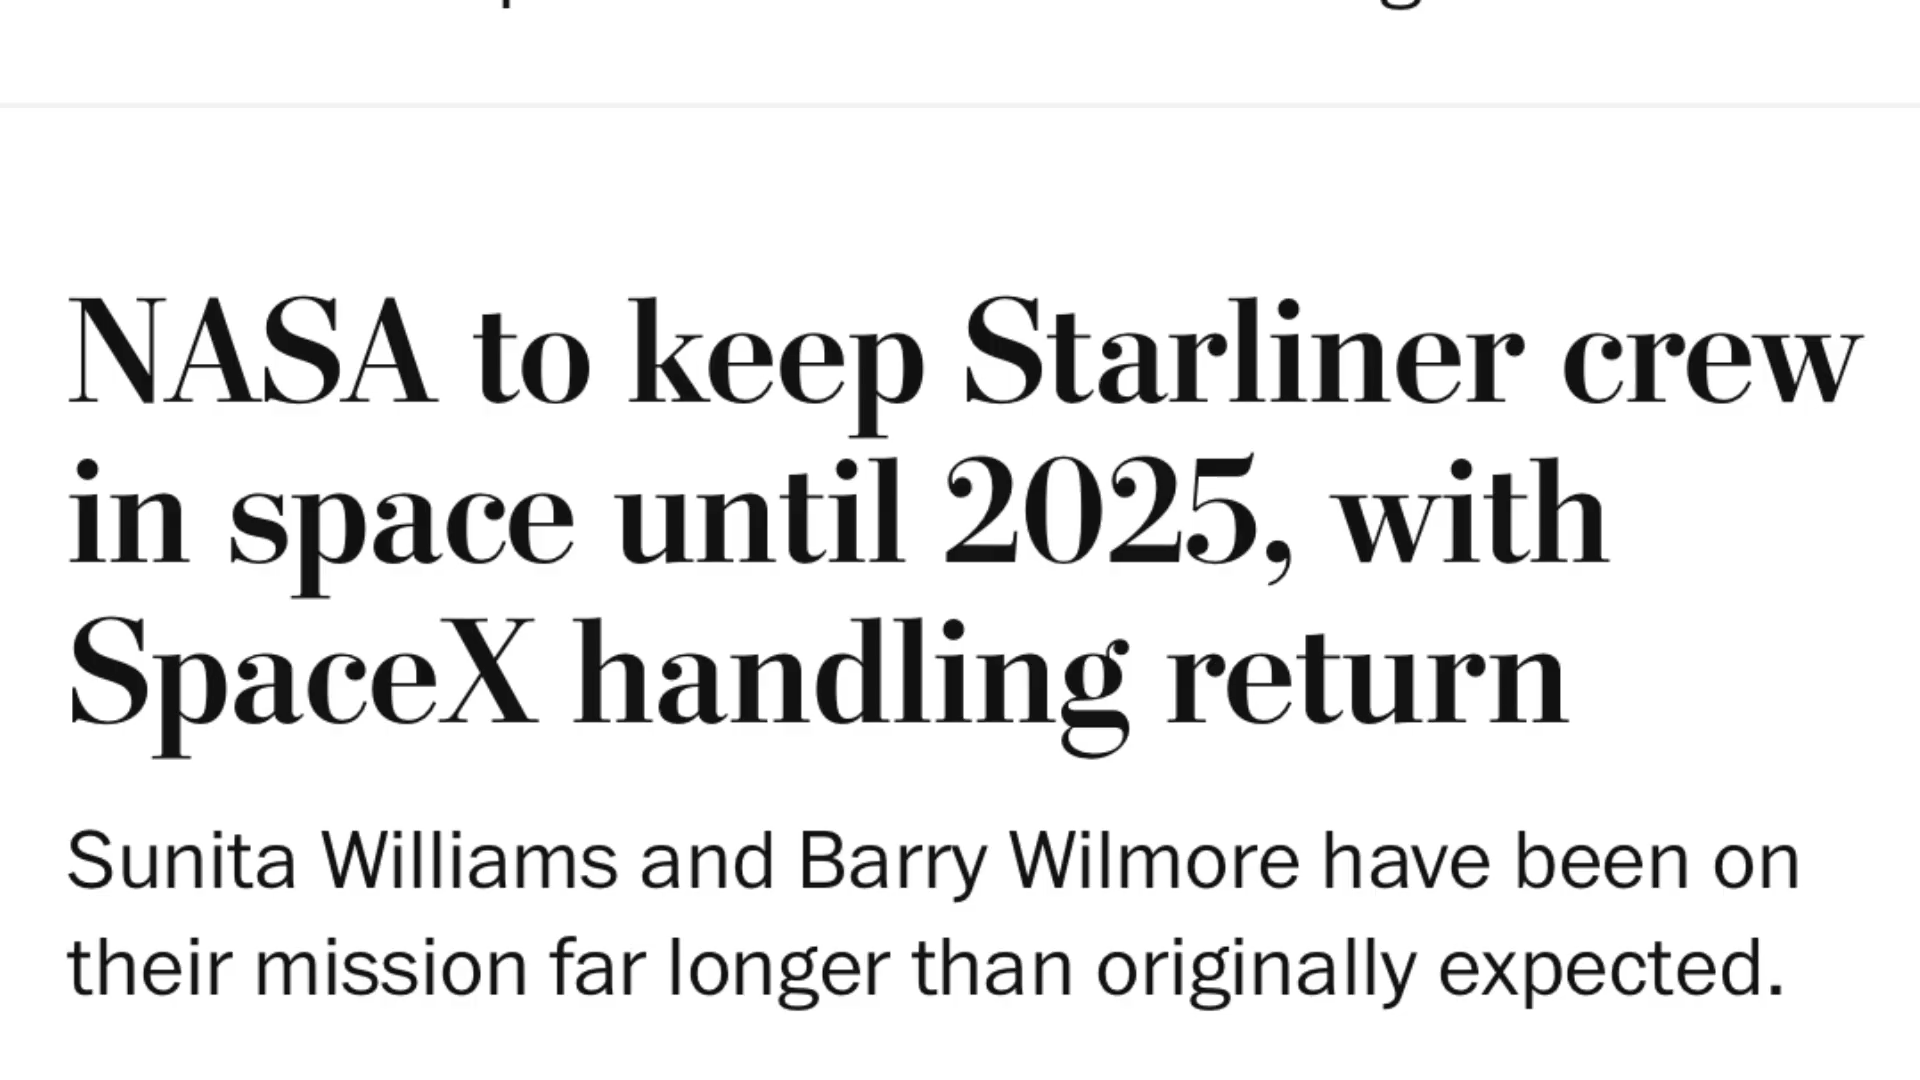 NASA to keep Starliner crew
in space until 2025, with
SpaceX handling return
Sunita Williams and Barry Wilmore have been on
their mission far longer than originally expected.